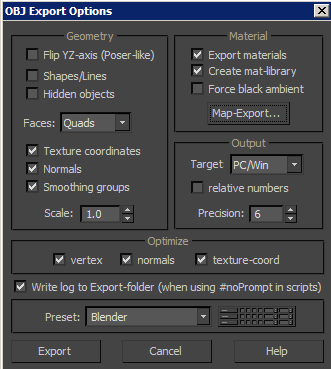 OBJ Export Options
Geometry
Flip YZ-axis (Poser-like)
Shapes/Lines
Hidden objects
Faces: Quads
Texture coordinates
Normals
Smoothing groups
Scale: 1.0
Material
Export materials
Create mat-library
Force black ambient
Map-Export...
Output
Target PC/Win
relative numbers
Precision: 6
Optimize
vertex normals texture-coord
Write log to Export-folder (when using #noPrompt in scripts)
Preset: Blender
Export Cancel Help